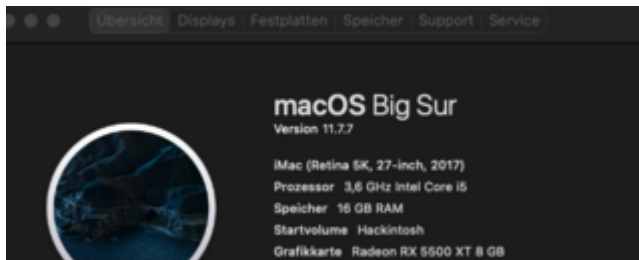 Übersicht Displays Festplatten Speicher Support Service
macOS Big Sur
Version 11.7.7
iMac (Retina 5K, 27-inch, 2017)
Prozessor 3,6 GHz Intel Core i5
Speicher 16 GB RAM
Startvolume Hackintosh
Grafikkarte Radeon RX 5500 XT 8 GB